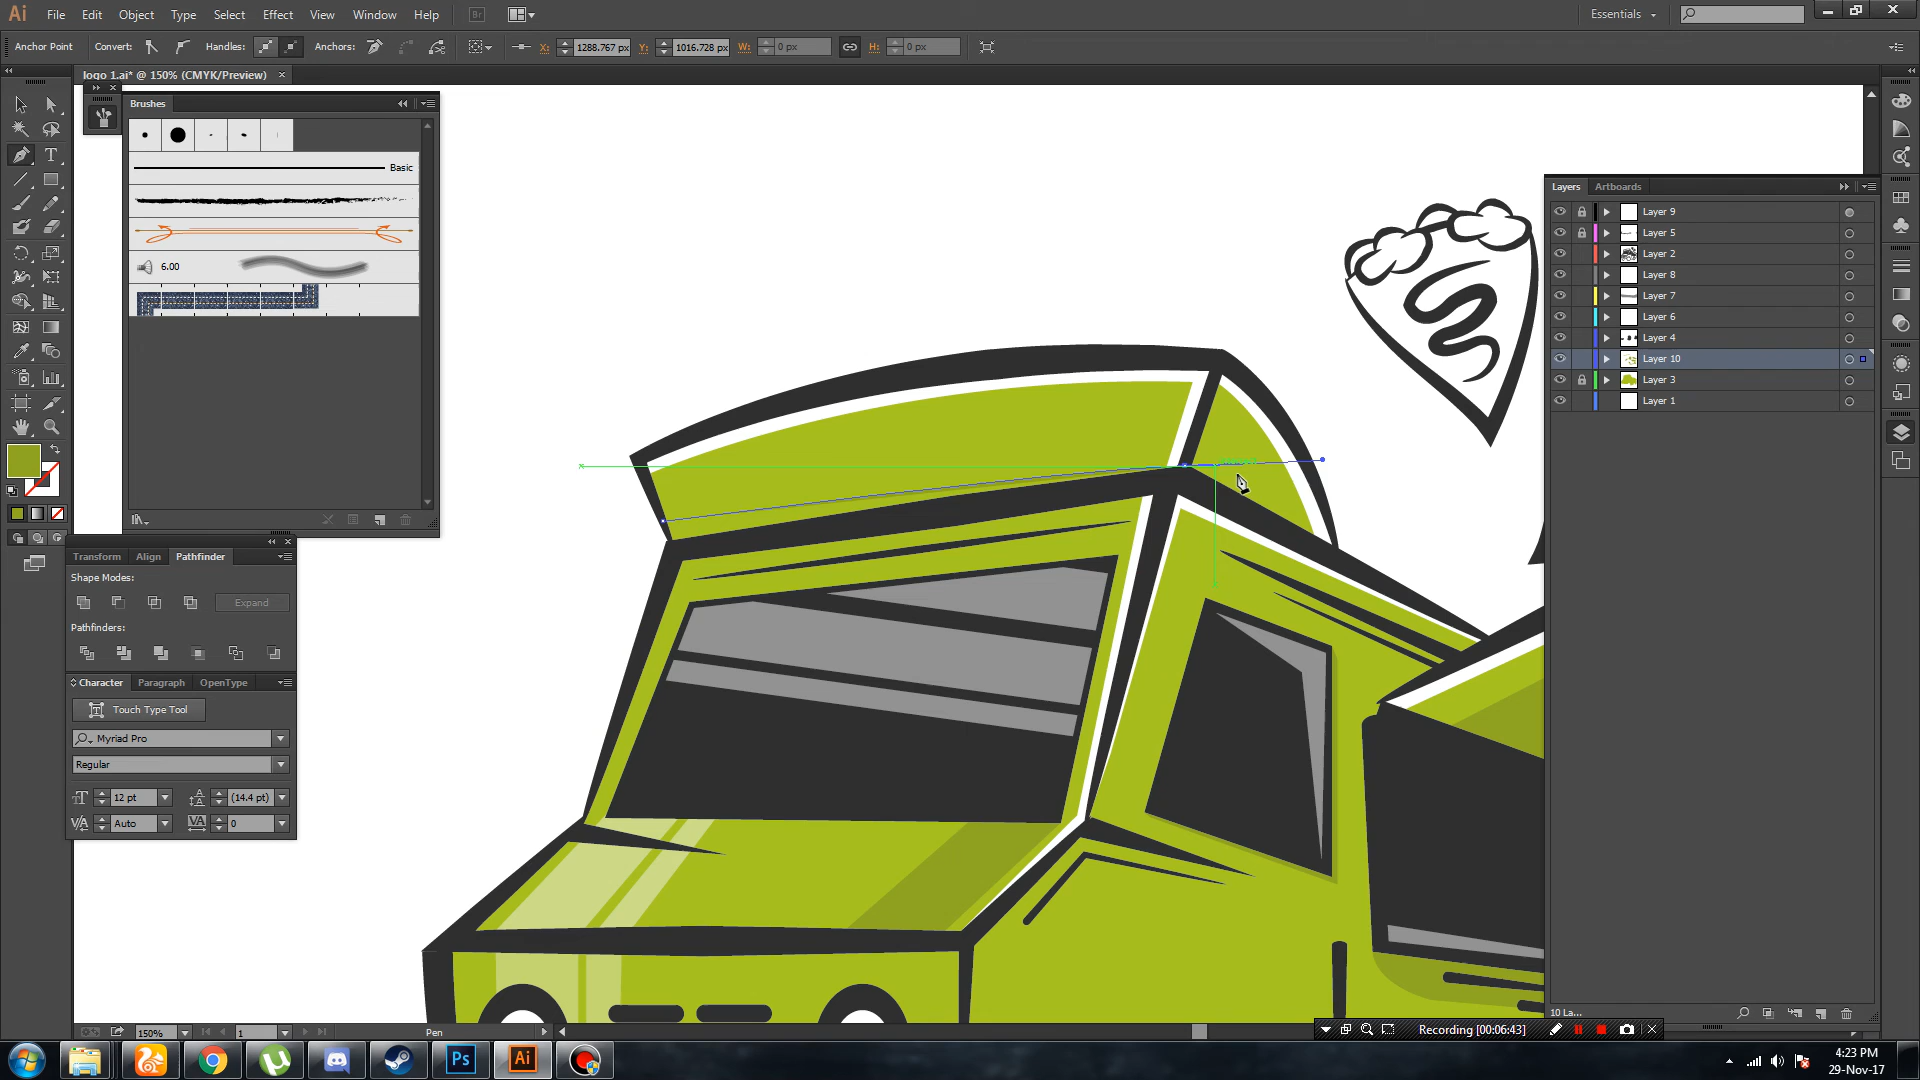 Ai File Edit Object Type Select Effect View Window Help Br Essentials
Anchor Point Convert: Handles: Anchors: X: 1288.767 px Y: 1016.728 px W: 0 px H: 0 px
logo 1.ai* @ 150% (CMYK/Preview)
Brushes
Basic
6.00
Layers Artboards
Layer 9
Layer 5
Layer 2
Layer 8
Layer 7
Layer 6
Layer 4
Layer 10
Layer 3
Layer 1
Transform Align Pathfinder
Shape Modes:
Expand
Pathfinders:
Character Paragraph OpenType
Touch Type Tool
Myriad Pro
Regular
12 pt (14.4 pt)
Auto 0
10 La...
150% 1 Pen
Recording [00:06:43]
Ps Ai
4:23 PM
29-Nov-17